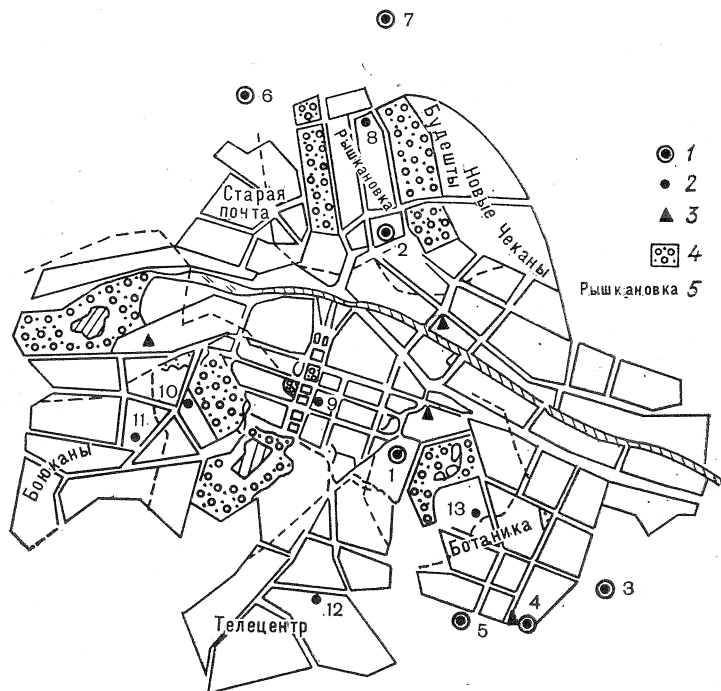 7
6
8
Рышкановка
Будешты
Новые Чеканы
Старая
почта
2
1
2
3
4
Рышкановка 5
10
9
11
Боюканы
1
13
Ботаника
3
4
5
12
Телецентр